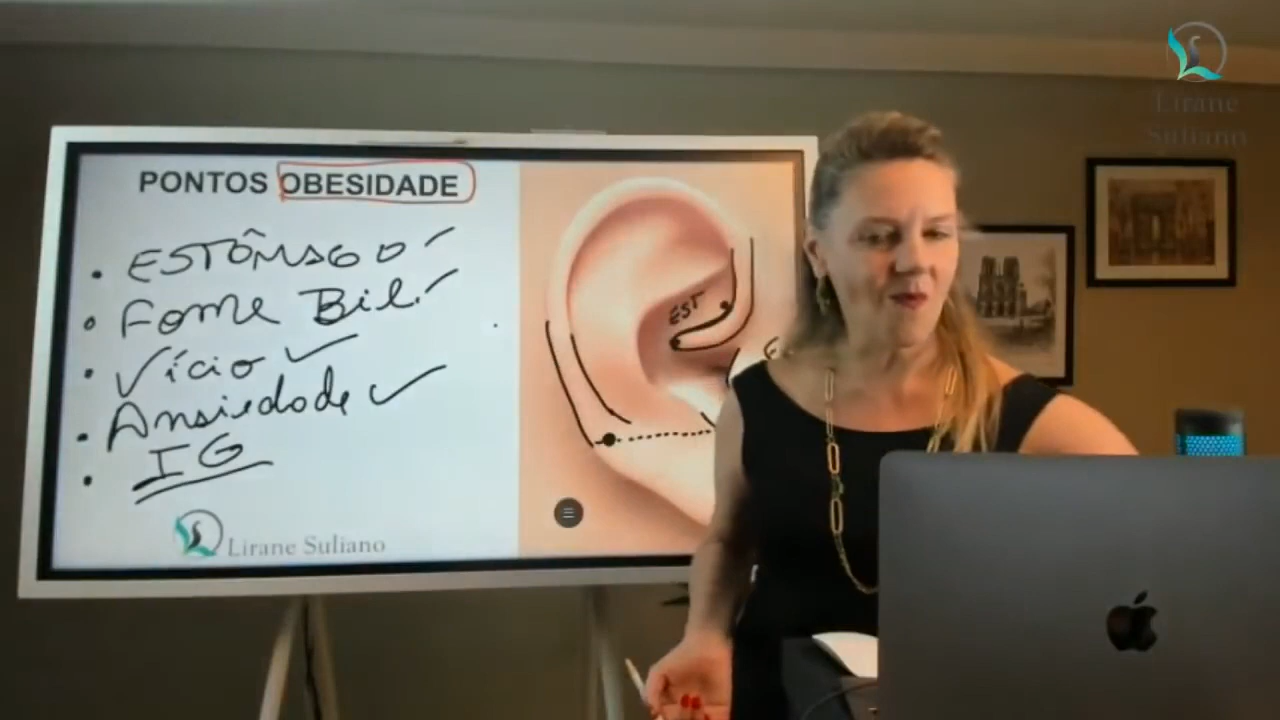 Lirane
Suliano
PONTOS OBESIDADE
• ESTÔMAGO ✓
• Fome Bil. ✓
• Vício ✓
• Ansiedade ✓
• IG
EST
Lirane Suliano